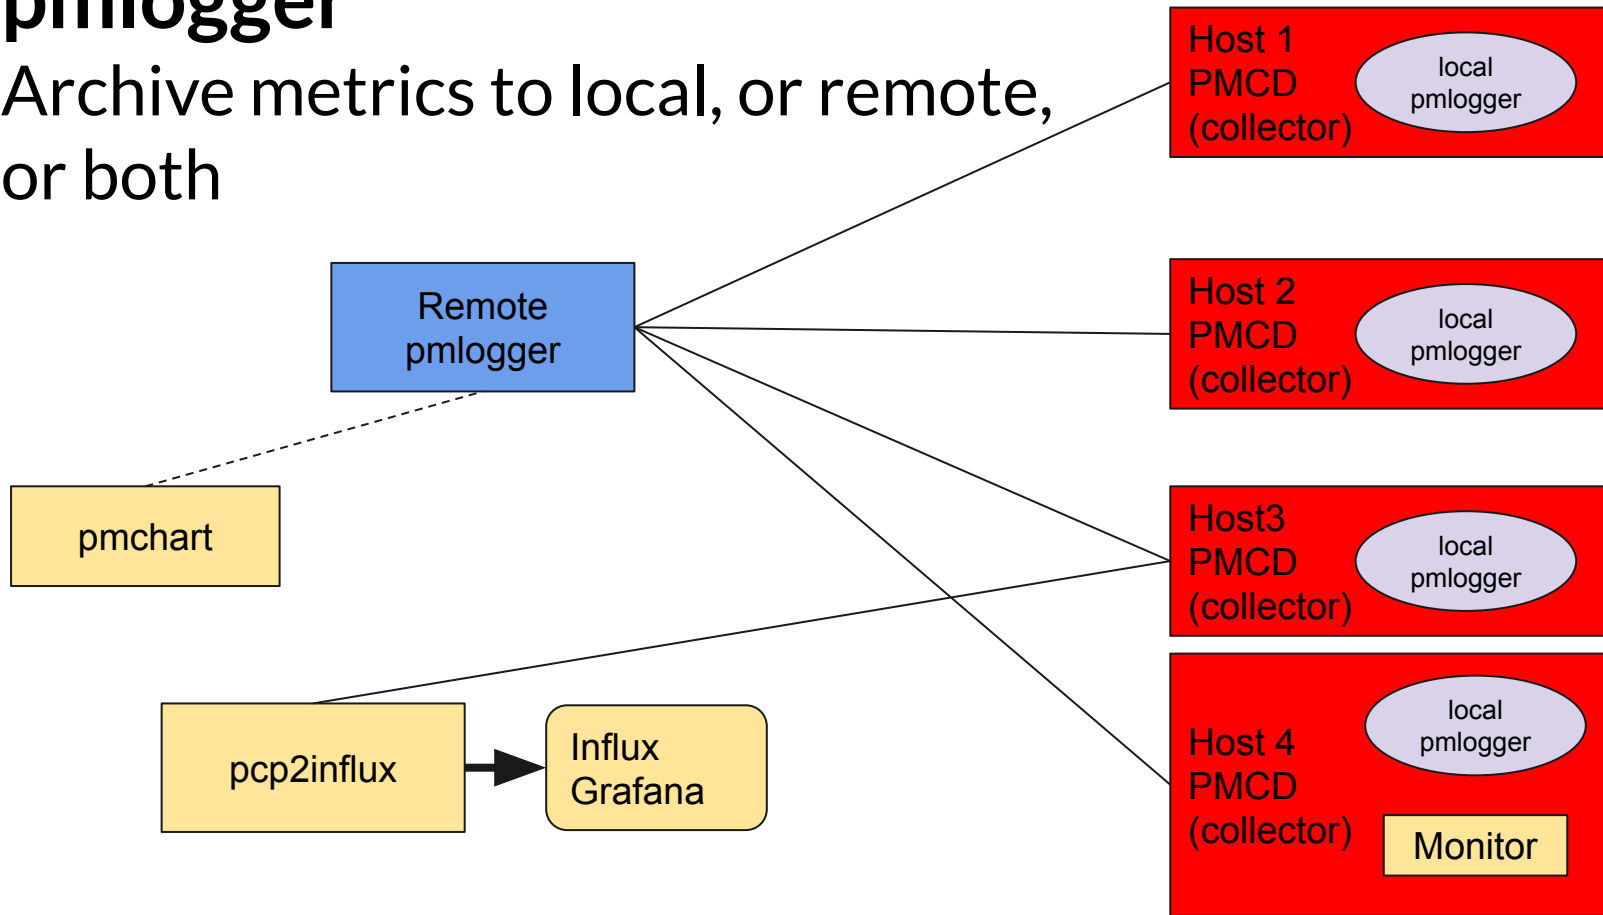 pmlogger
Archive metrics to local, or remote,
or both
Host 1
PMCD
(collector)
local
pmlogger
Remote
pmlogger
Host 2
PMCD
(collector)
local
pmlogger
pmchart
Host3
PMCD
(collector)
local
pmlogger
pcp2influx
Influx
Grafana
Host 4
PMCD
(collector)
local
pmlogger
Monitor